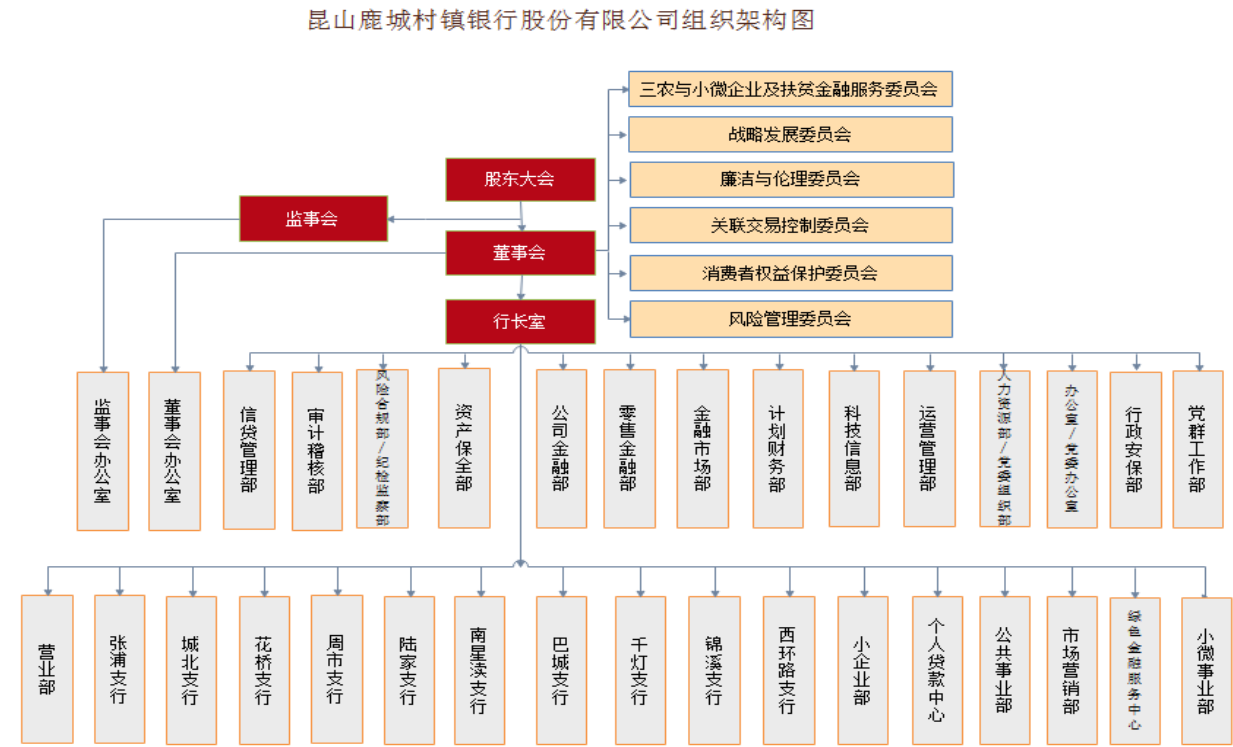 昆山鹿城村镇银行股份有限公司组织架构图
三农与小微企业及扶贫金融服务委员会
战略发展委员会
股东大会
廉洁与伦理委员会
监事会
关联交易控制委员会
董事会
消费者权益保护委员会
行长室
风险管理委员会
监事会办公室
董事会办公室
信贷管理部
审计稽核部
风险合规部/纪检监察部
资产保全部
公司金融部
零售金融部
金融市场部
计划财务部
科技信息部
运营管理部
人力资源部/党委组织部
办公室/党委办公室
行政安保部
党群工作部
营业部
张浦支行
城北支行
花桥支行
周市支行
陆家支行
南星渎支行
巴城支行
千灯支行
锦溪支行
西环路支行
小企业部
个人贷款中心
公共事业部
市场营销部
绿色金融服务中心
小微事业部